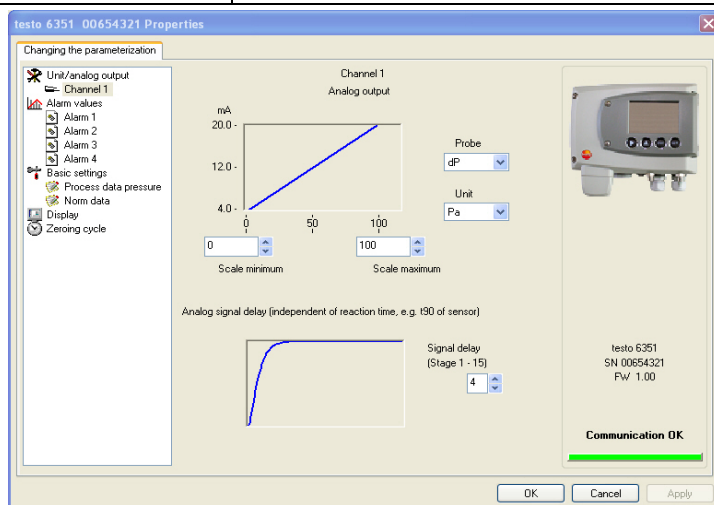 testo 6351 00654321 Properties
Changing the parameterization
Unit/analog output
Channel 1
Alarm values
Alarm 1
Alarm 2
Alarm 3
Alarm 4
Basic settings
Process data pressure
Norm data
Display
Zeroing cycle
Channel 1
Analog output
mA
20.0 -
12.0 -
4.0 -
0 50 100
0 100
Scale minimum Scale maximum
Probe
dP
Unit
Pa
Analog signal delay (independent of reaction time, e.g. t90 of sensor)
Signal delay
(Stage 1 - 15)
4
testo 6351
SN 00654321
FW 1.00
Communication OK
OK Cancel Apply